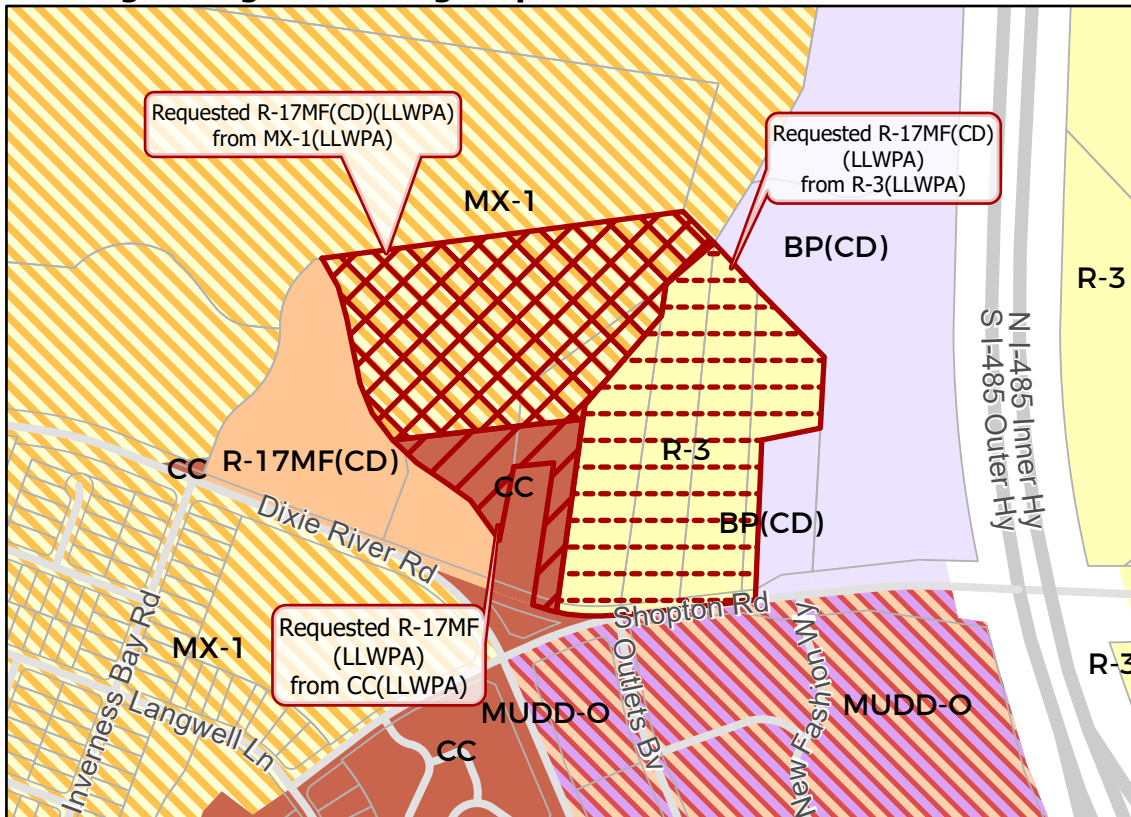 Requested R-17MF(CD)(LLWPA)
from MX-1(LLWPA)
Requested R-17MF(CD)
(LLWPA)
from R-3(LLWPA)
MX-1
BP(CD)
R-3
N I-485 Inner Hy
S I-485 Outer Hy
R-3
CC
R-17MF(CD)
CC
BP(CD)
Dixie River Rd
Shopton Rd
Requested R-17MF
(LLWPA)
from CC(LLWPA)
MX-1
Inverness Bay Rd
Langwell Ln
Outlets Bv
New Fashion Wy
R-3
MUDD-O
MUDD-O
CC